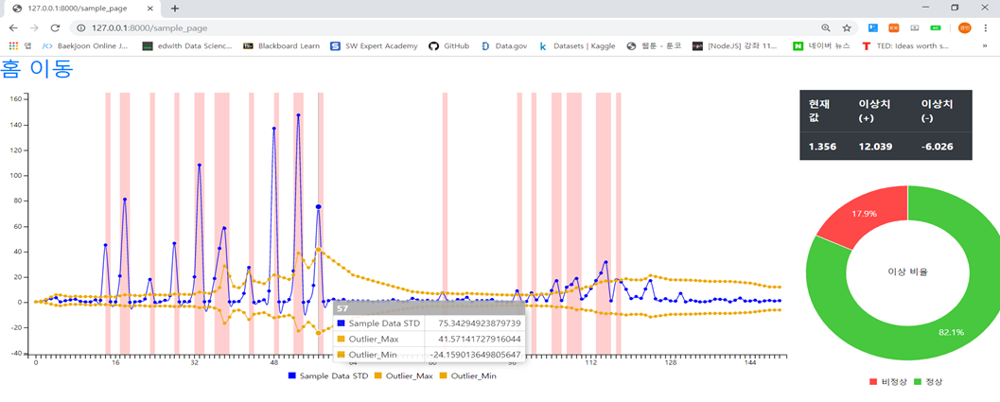 127.0.0.1:8000/sample_page
127.0.0.1:8000/sample_page
앱 Baekjoon Online J... edwith Data Scienc... Blackboard Learn SW Expert Academy GitHub Data.gov Datasets | Kaggle 웹툰 - 툰코 [Node.JS] 강좌 11... 네이버 뉴스 TED: Ideas worth s... »
홈 이동
160
140
120
100
80
60
40
20
0
-20
-40
0 16 32 48 64 96 112 128 144
57
Sample Data STD 75.34294923879739
Outlier_Max 41.57141727916044
Outlier_Min -24.159013649805647
Sample Data STD Outlier_Max Outlier_Min
현재 값 이상치 (+) 이상치 (-)
1.356 12.039 -6.026
17.9%
이상 비율
82.1%
비정상 정상